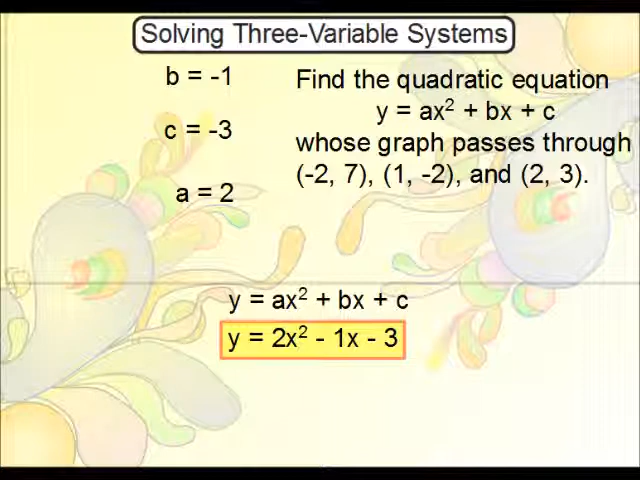 Solving Three-Variable Systems
b = -1
c = -3
a = 2
Find the quadratic equation
y = ax² + bx + c
whose graph passes through
(-2, 7), (1, -2), and (2, 3).
y = ax² + bx + c
y = 2x² - 1x - 3